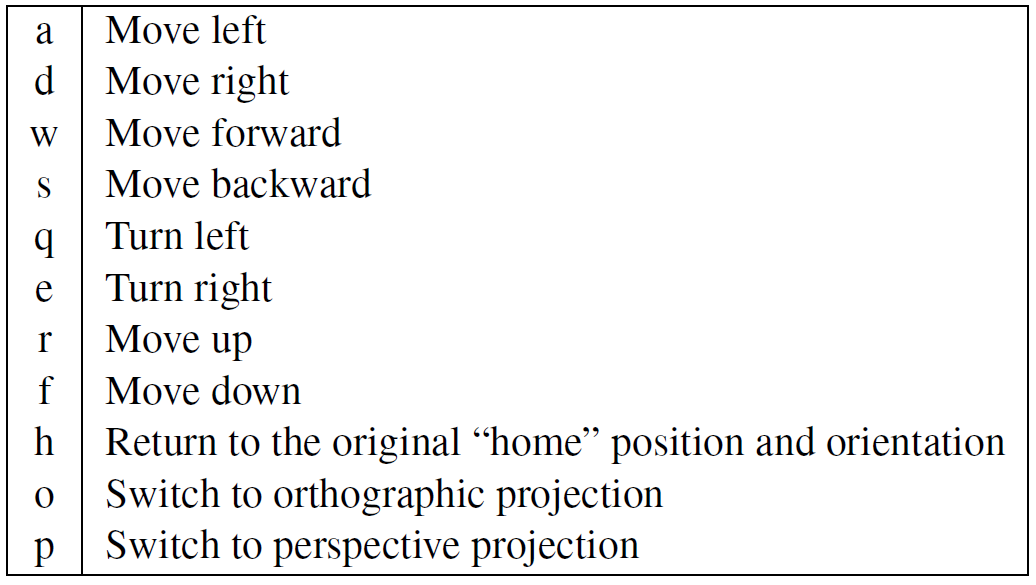 a Move left
d Move right
w Move forward
s Move backward
q Turn left
e Turn right
r Move up
f Move down
h Return to the original “home” position and orientation
o Switch to orthographic projection
p Switch to perspective projection